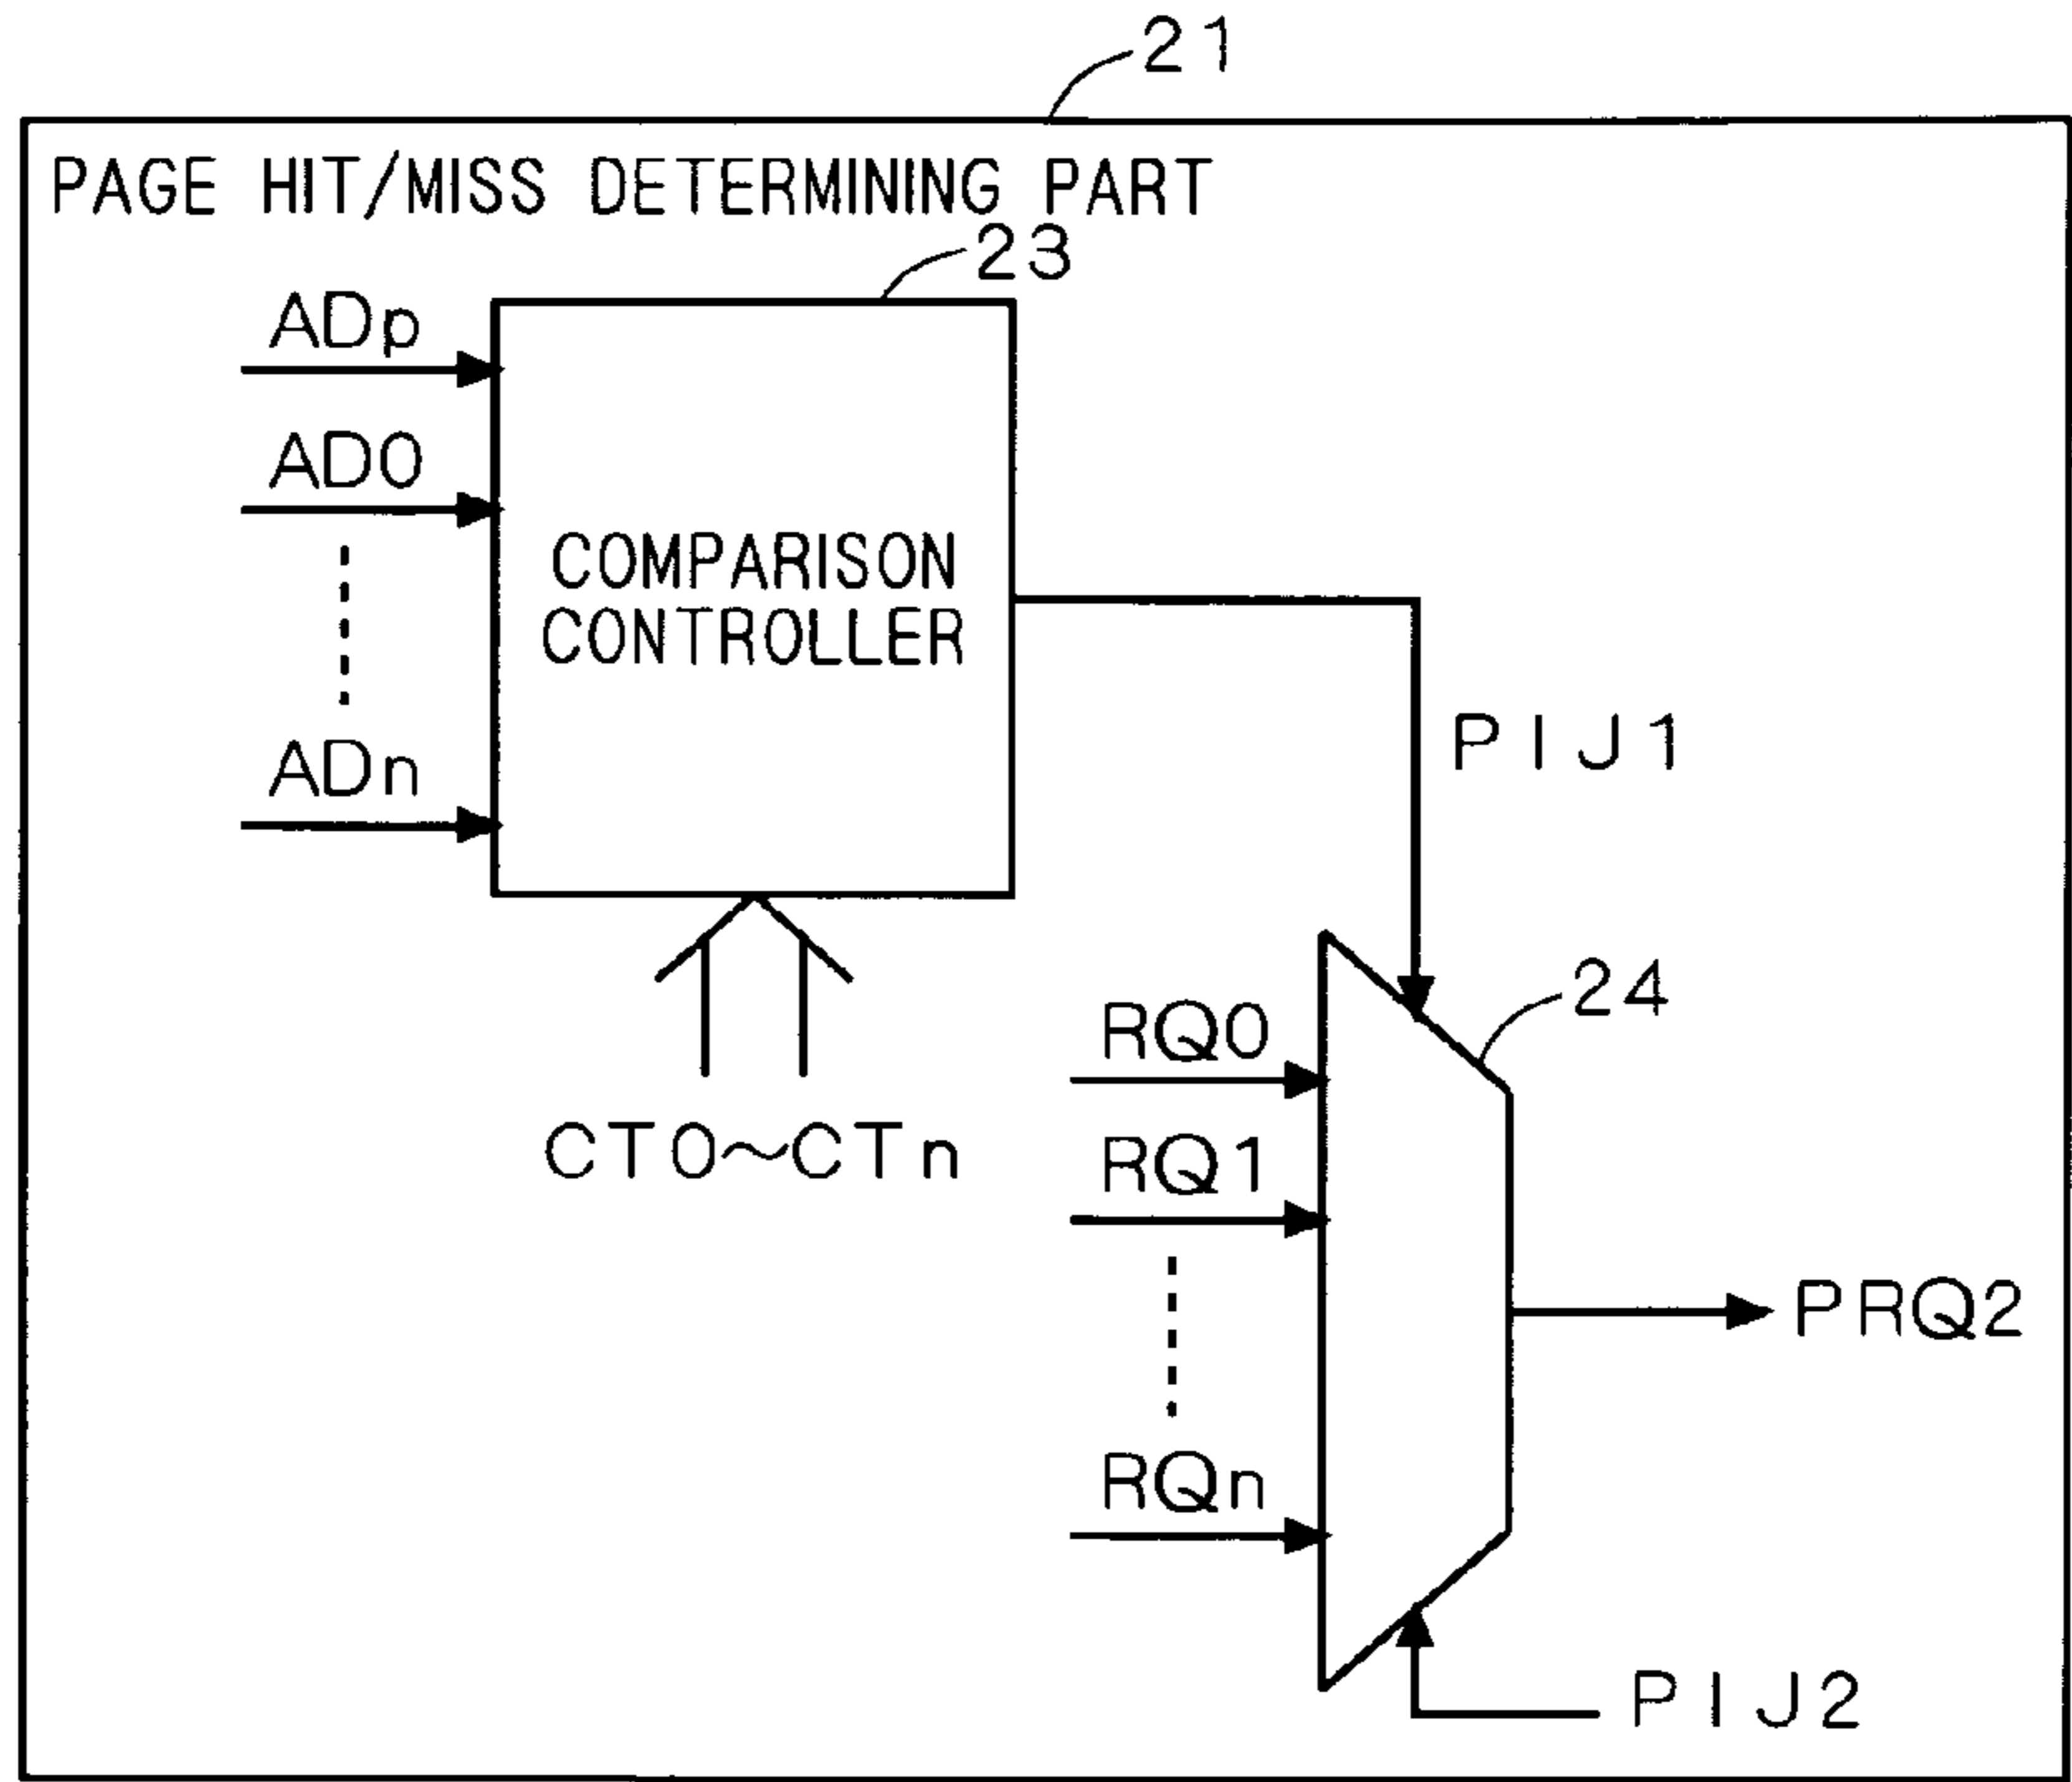 21
PAGE HIT/MISS DETERMINING PART
23
ADp
AD0
COMPARISON
CONTROLLER
ADn
PIJ1
24
RQ0
CT0~CTn
RQ1
PRQ2
RQn
PIJ2